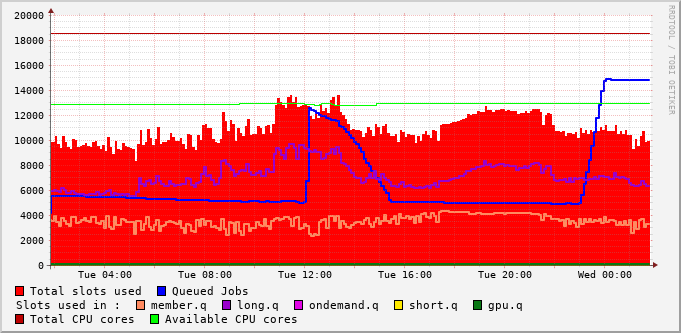 RRDTOOL / TOBI OETIKER
20000
18000
16000
14000
12000
10000
8000
6000
4000
2000
0
Tue 04:00 Tue 08:00 Tue 12:00 Tue 16:00 Tue 20:00 Wed 00:00
Total slots used Queued Jobs
Slots used in : member.q long.q ondemand.q short.q gpu.q
Total CPU cores Available CPU cores